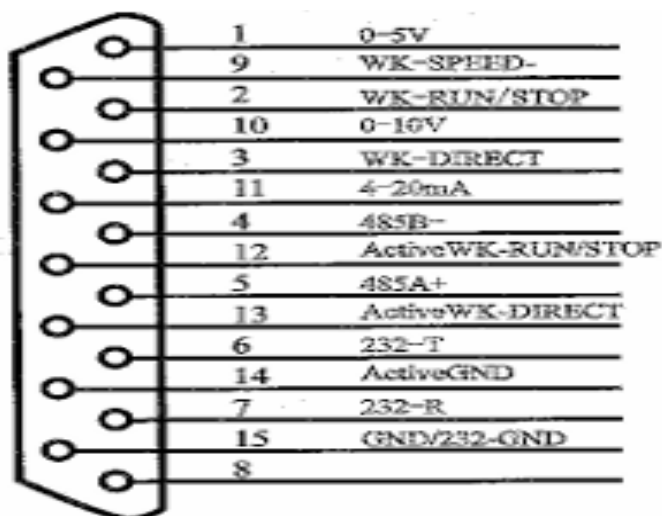 1 0-5V
9 WK-SPEED-
2 WK-RUN/STOP
10 0-10V
3 WK-DIRECT
11 4-20mA
4 485B-
12 ActiveWK-RUN/STOP
5 485A+
13 ActiveWK-DIRECT
6 232-T
14 ActiveGND
7 232-R
15 GND/232-GND
8